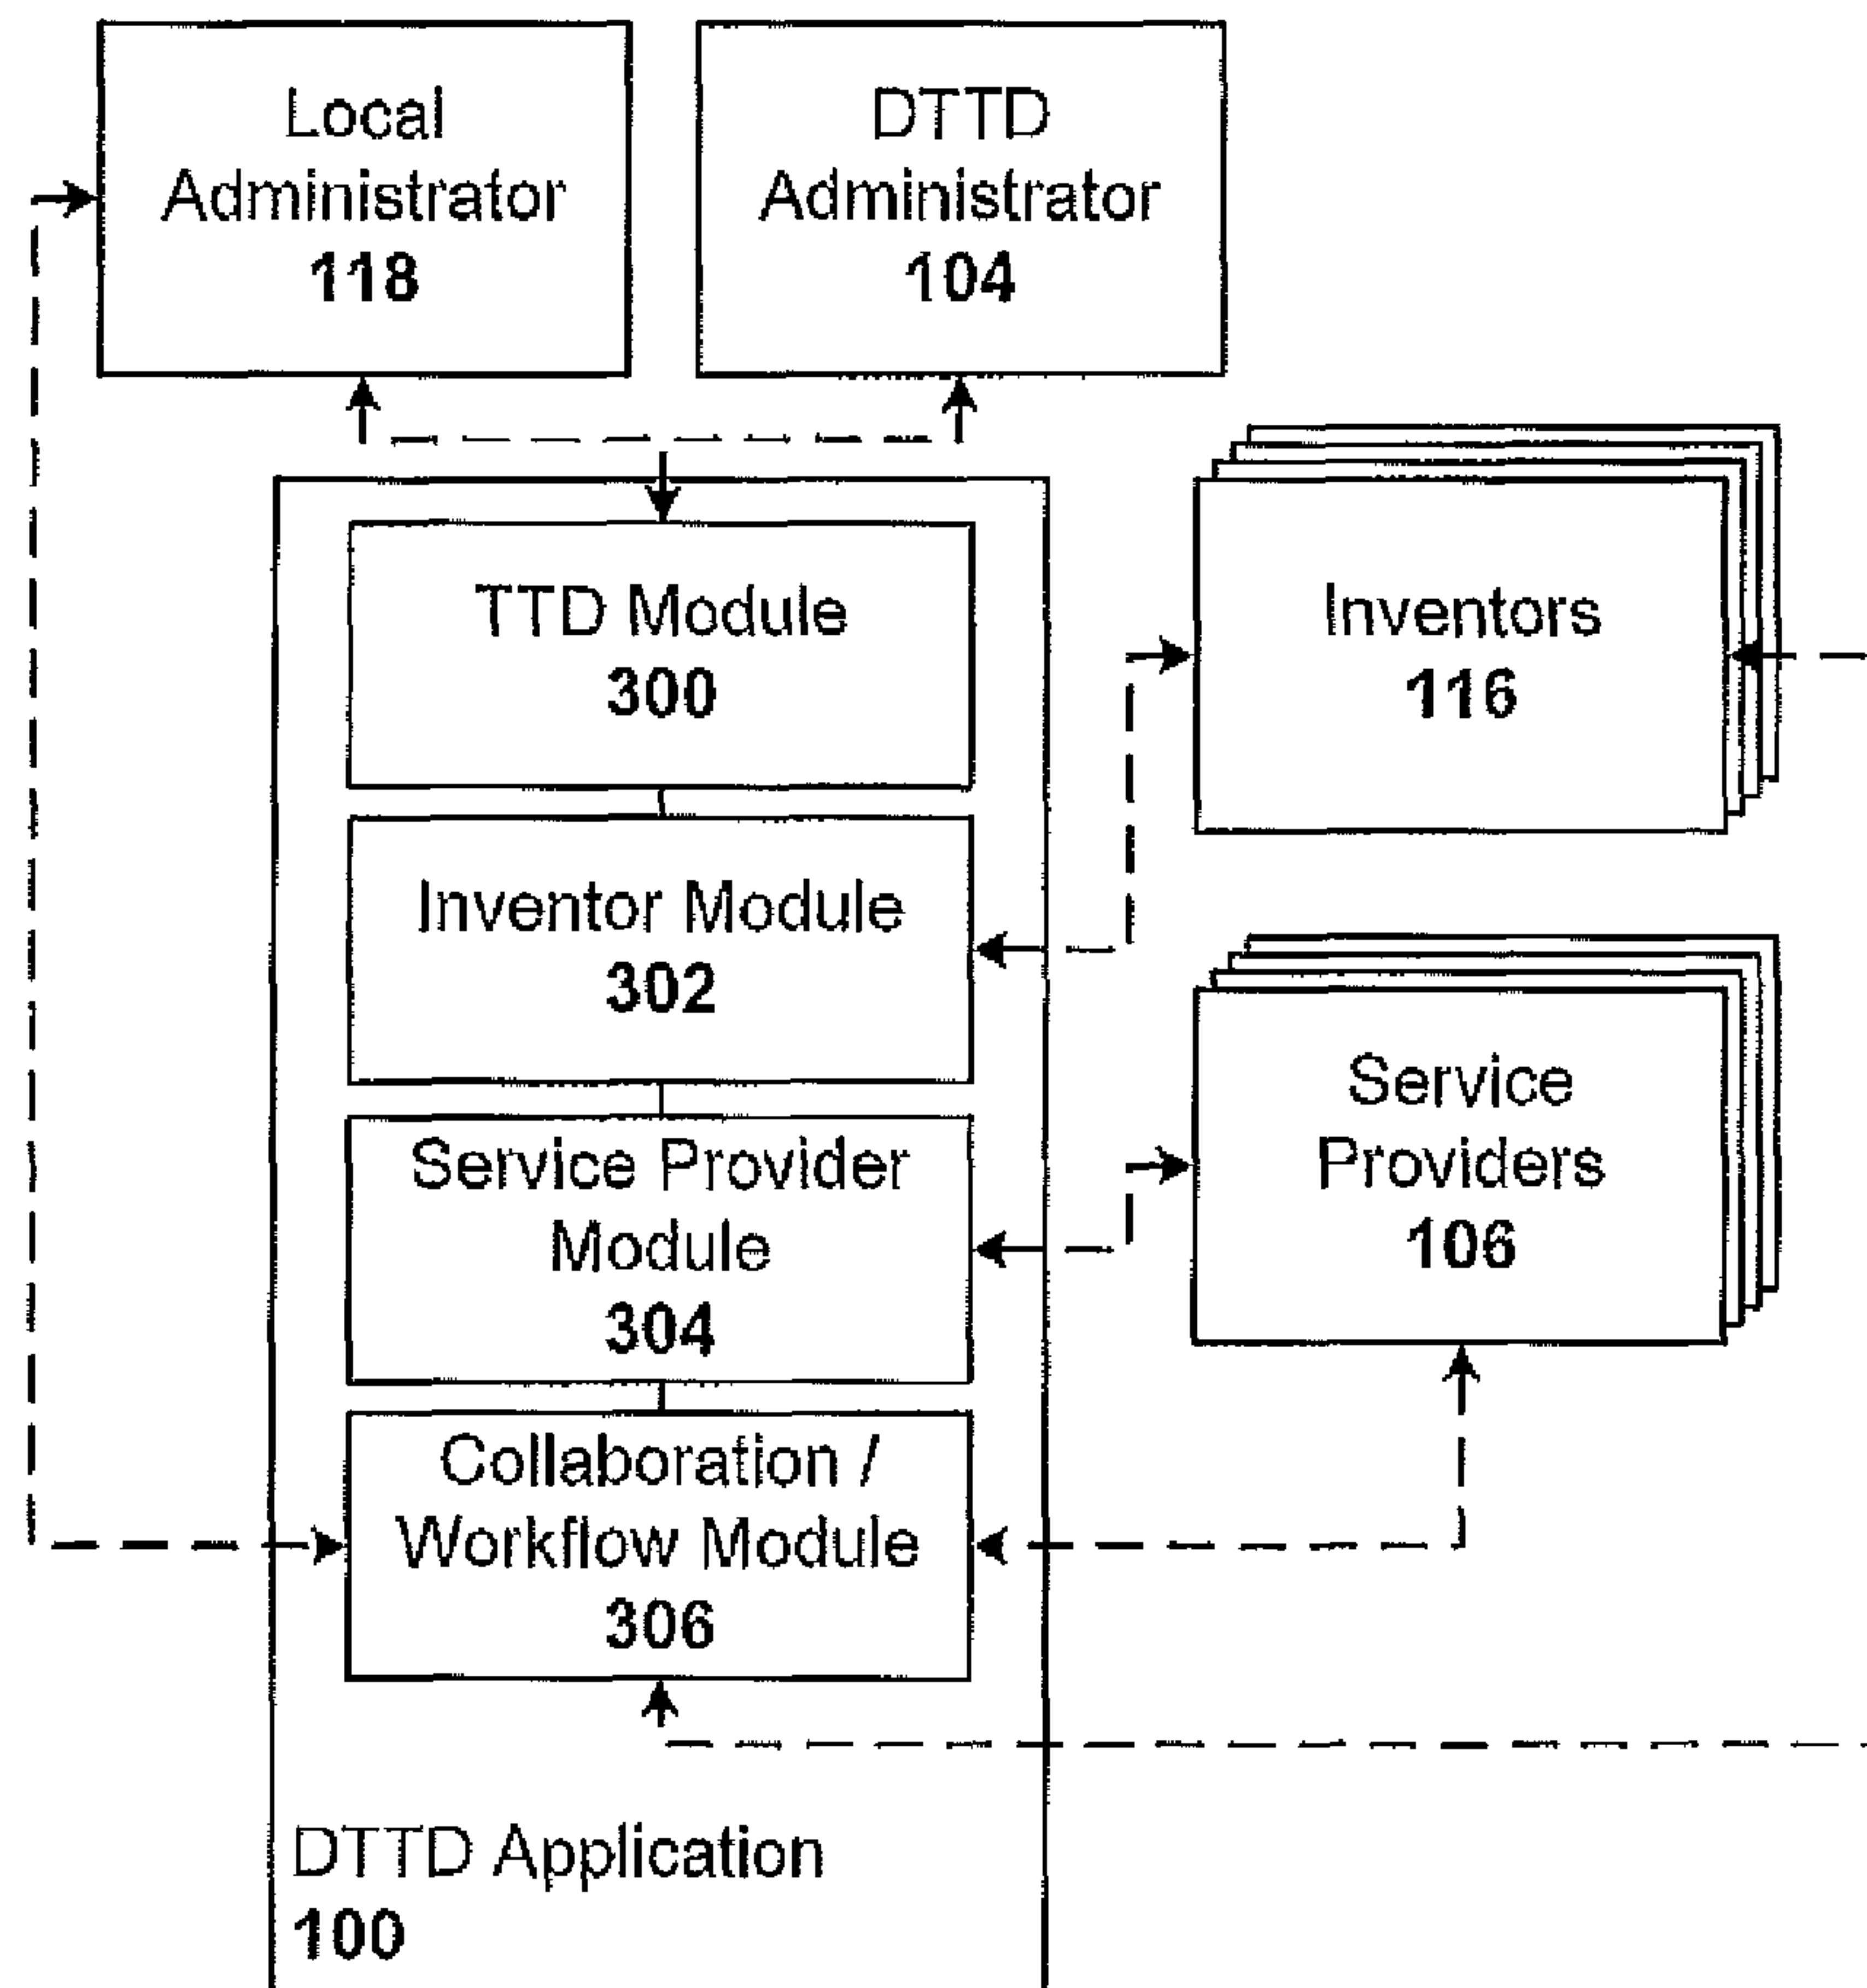 Local
Administrator
118
DTTD
Administrator
104
TTD Module
300
Inventors
116
Inventor Module
302
Service
Providers
106
Service Provider
Module
304
Collaboration /
Workflow Module
306
DTTD Application
100